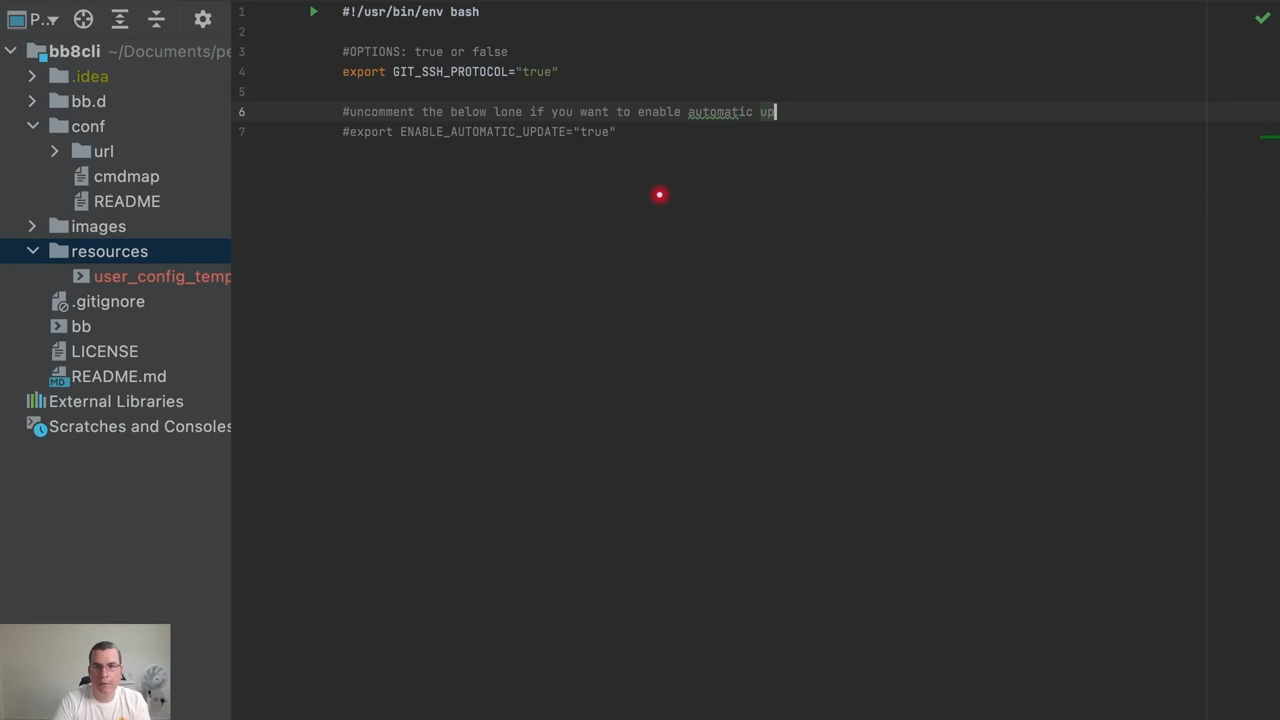 P...
bb8cli ~/Documents/pe
.idea
bb.d
conf
url
cmdmap
README
images
resources
user_config_temp
.gitignore
bb
LICENSE
MD README.md
External Libraries
Scratches and Consoles
1 #!/usr/bin/env bash
2
3 #OPTIONS: true or false
4 export GIT_SSH_PROTOCOL="true"
5
6 #uncomment the below lone if you want to enable automatic up
7 #export ENABLE_AUTOMATIC_UPDATE="true"